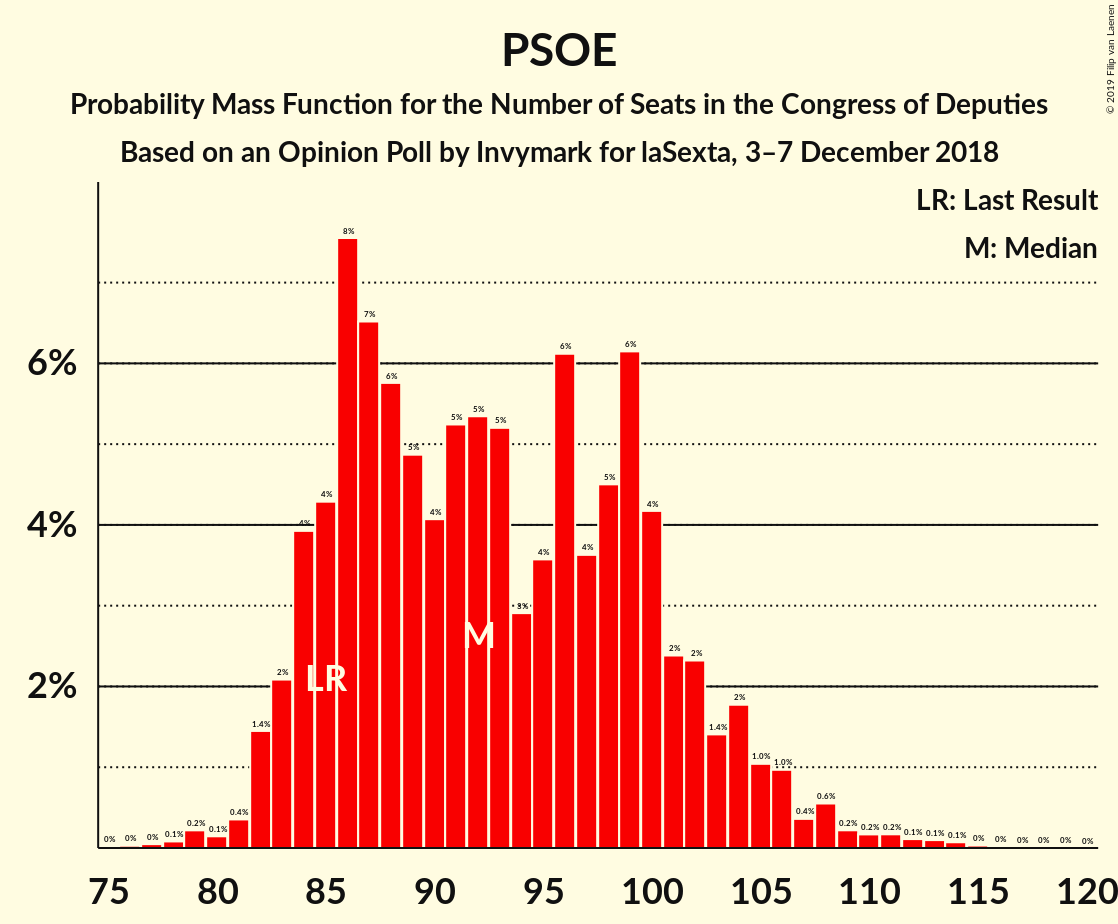 PSOE
Probability Mass Function for the Number of Seats in the Congress of Deputies
Based on an Opinion Poll by Invymark for laSexta, 3–7 December 2018
© 2019 Filip van Laenen
LR: Last Result
M: Median
6%
4%
2%
0% 0% 0% 0.1% 0.2% 0.1% 0.4% 1.4% 2% 4% 4% 8% 7% 6% 5% 4% 5% 5% 5% 3% 4% 6% 4% 5% 6% 4% 2% 2% 1.4% 2% 1.0% 1.0% 0.4% 0.6% 0.2% 0.2% 0.2% 0.1% 0.1% 0.1% 0% 0% 0% 0% 0% 0%
M
LR
75 80 85 90 95 100 105 110 115 120